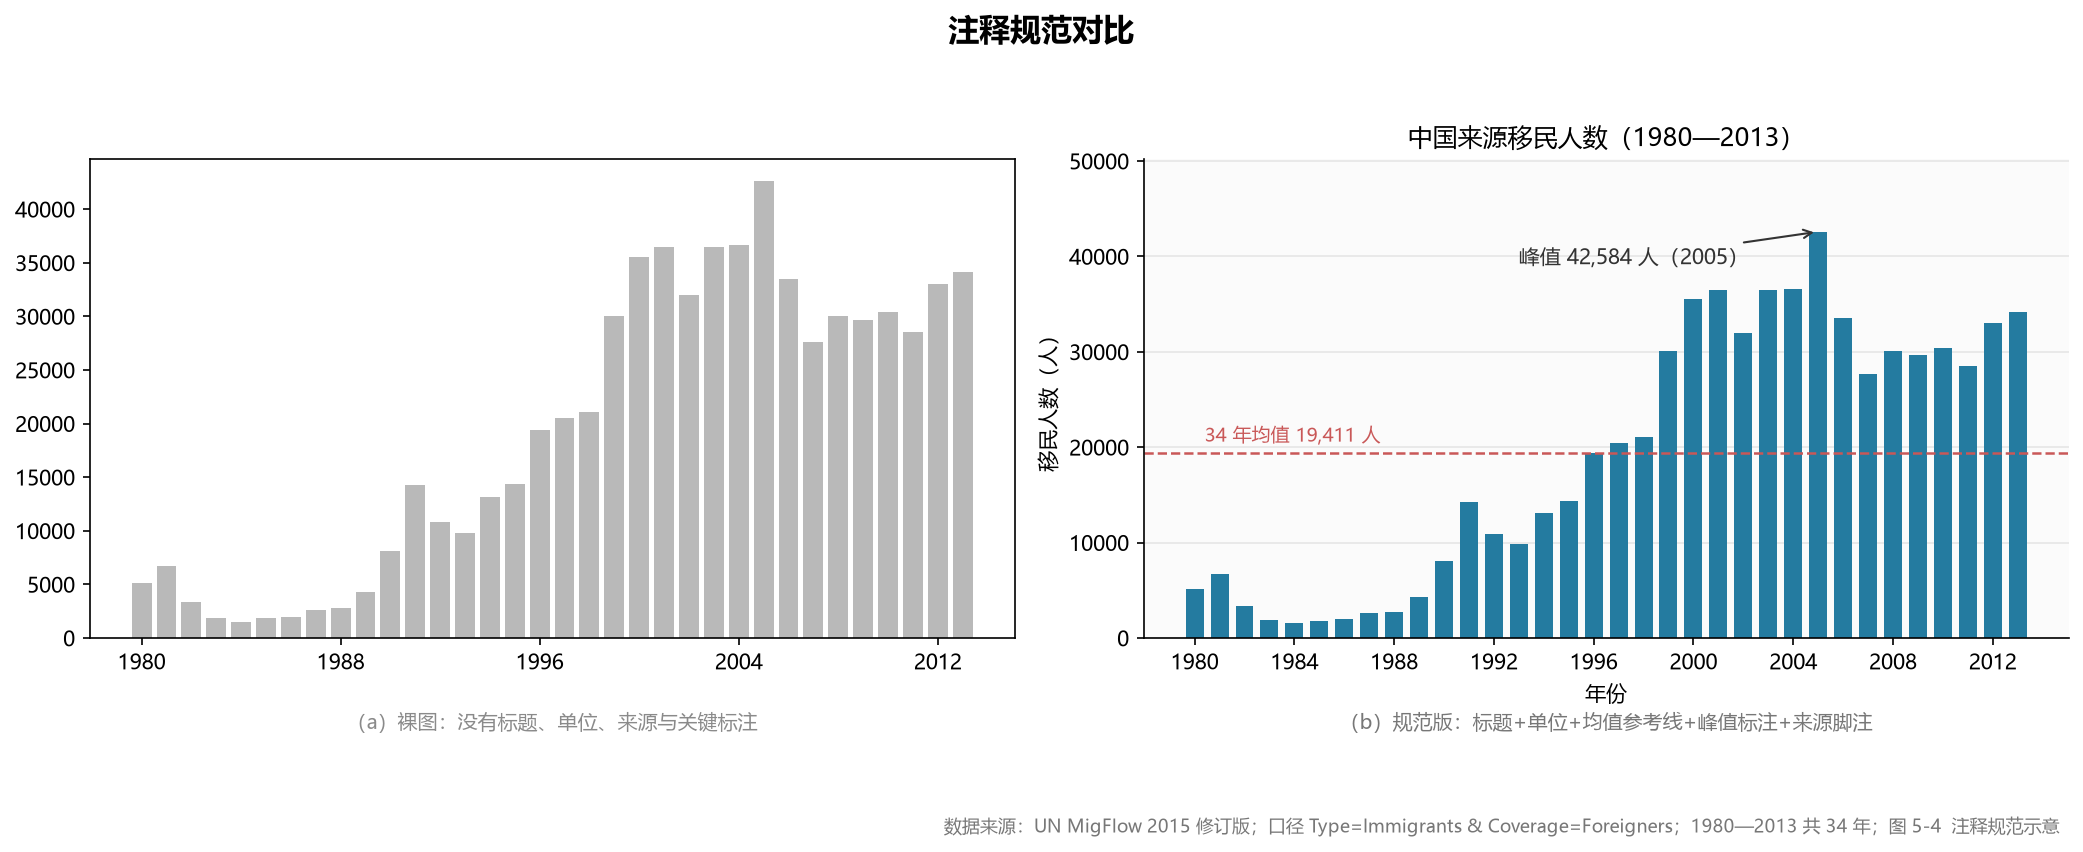 注释规范对比
40000
35000
30000
25000
20000
15000
10000
5000
0
1980 1988 1996 2004 2012
(a) 裸图：没有标题、单位、来源与关键标注
中国来源移民人数（1980—2013）
移民人数（人）
50000
40000
30000
20000
10000
0
峰值 42,584 人（2005）
34 年均值 19,411 人
1980 1984 1988 1992 1996 2000 2004 2008 2012
年份
(b) 规范版：标题+单位+均值参考线+峰值标注+来源脚注
数据来源：UN MigFlow 2015 修订版；口径 Type=Immigrants & Coverage=Foreigners；1980—2013 共 34 年；图 5-4 注释规范示意